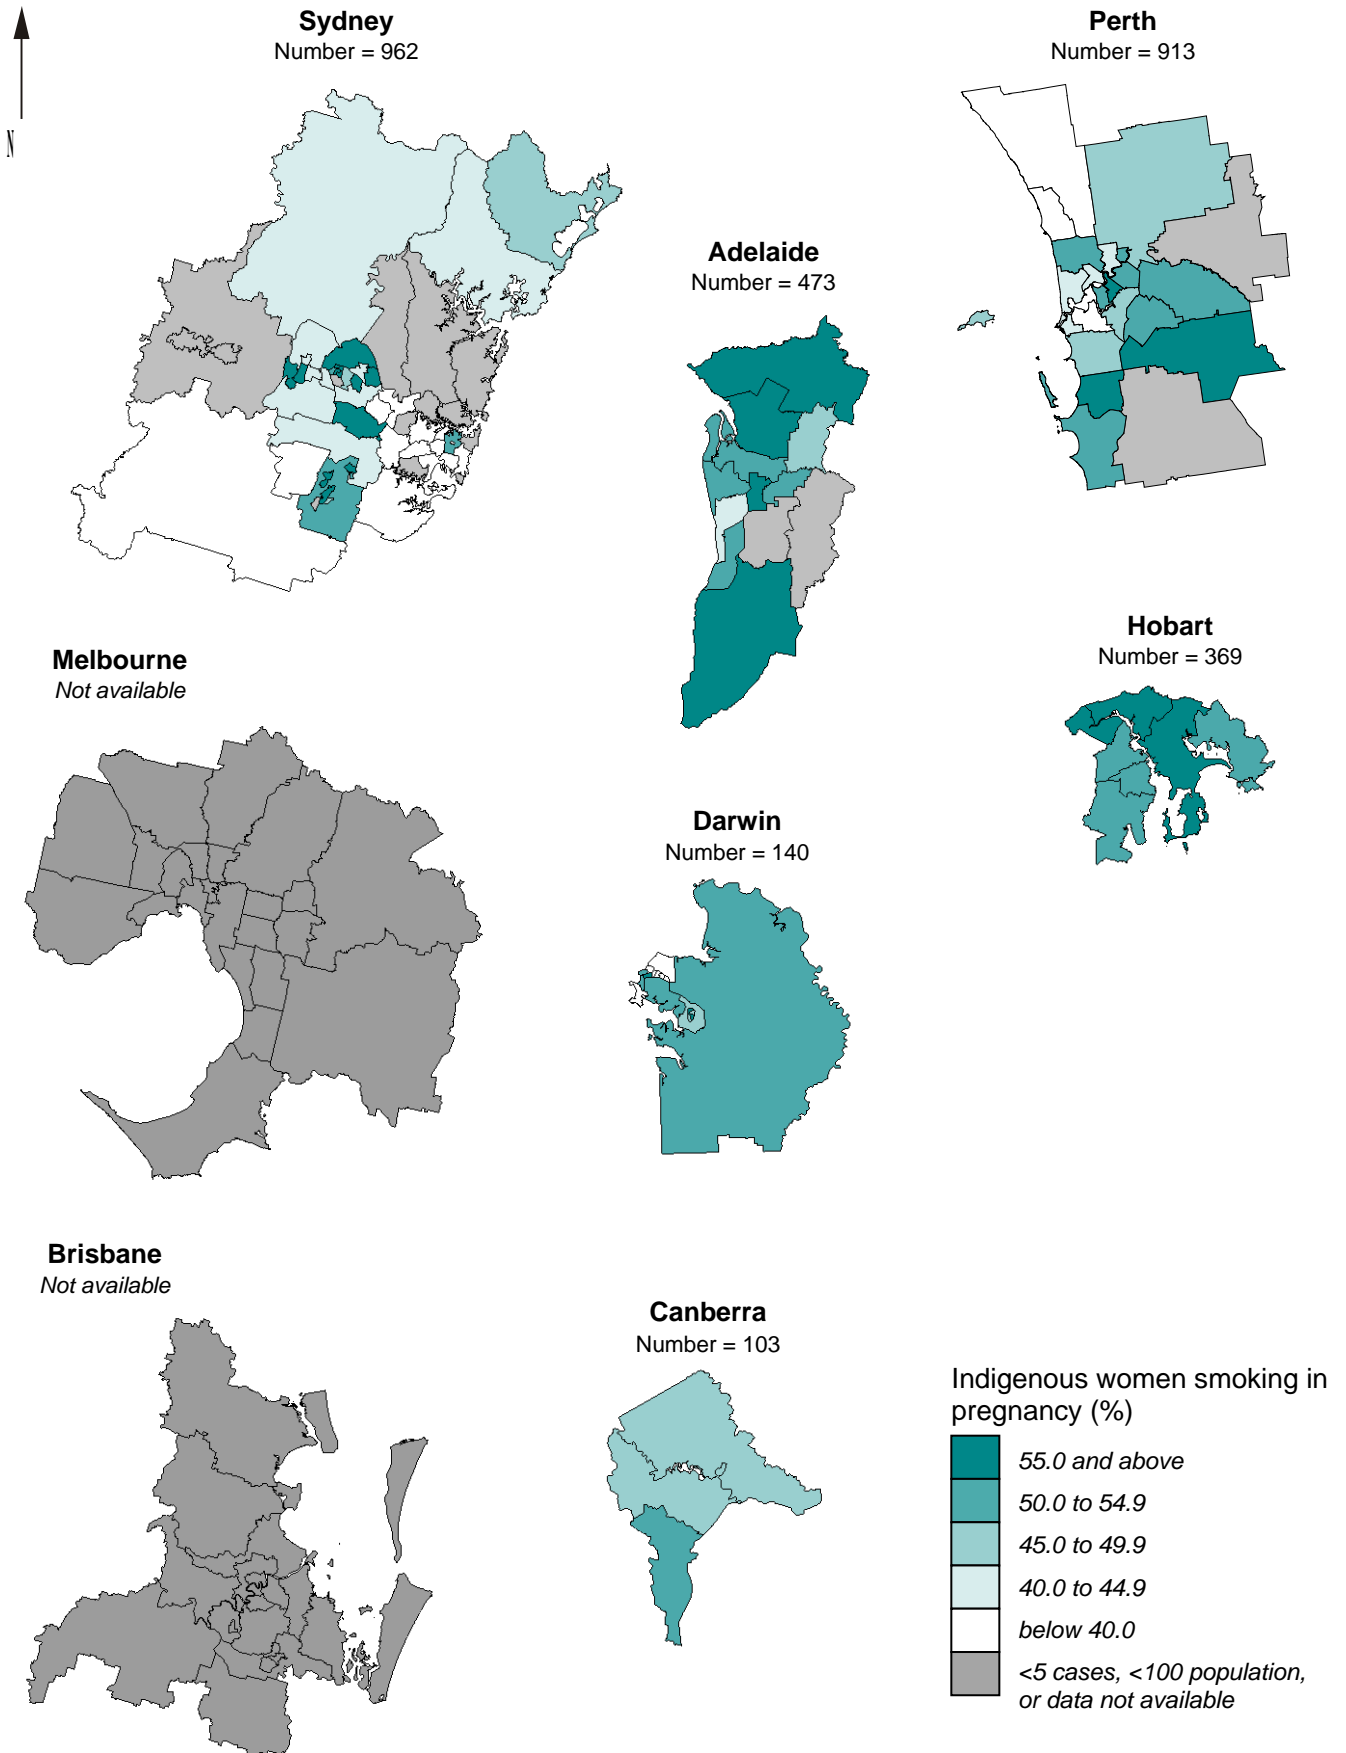 N
Sydney
Number = 962
Perth
Number = 913
Adelaide
Number = 473
Hobart
Number = 369
Melbourne
Not available
Darwin
Number = 140
Brisbane
Not available
Canberra
Number = 103
Indigenous women smoking in
pregnancy (%)
55.0 and above
50.0 to 54.9
45.0 to 49.9
40.0 to 44.9
below 40.0
<5 cases, <100 population,
or data not available